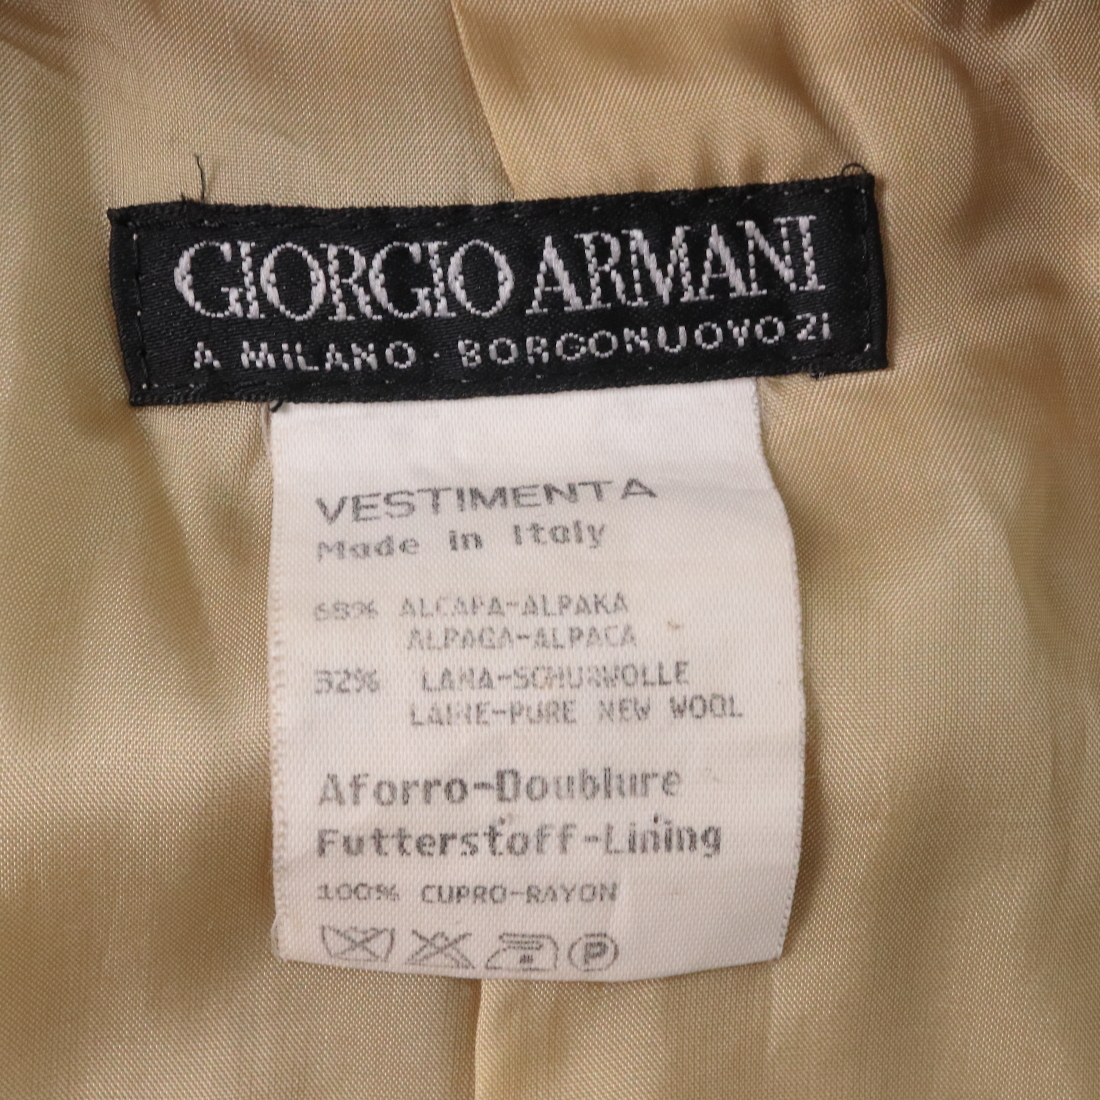 GIORGIO ARMANI
A MILANO · BORGONUOVO 21
VESTIMENTA
Made in Italy
68% ALCAPA-ALPAKA
ALPAGA-ALPACA
32% LANA-SCHURWOLLE
LAINE-PURE NEW WOOL
Aforro-Doublure
Futterstoff-Lining
100% CUPRO-RAYON
P